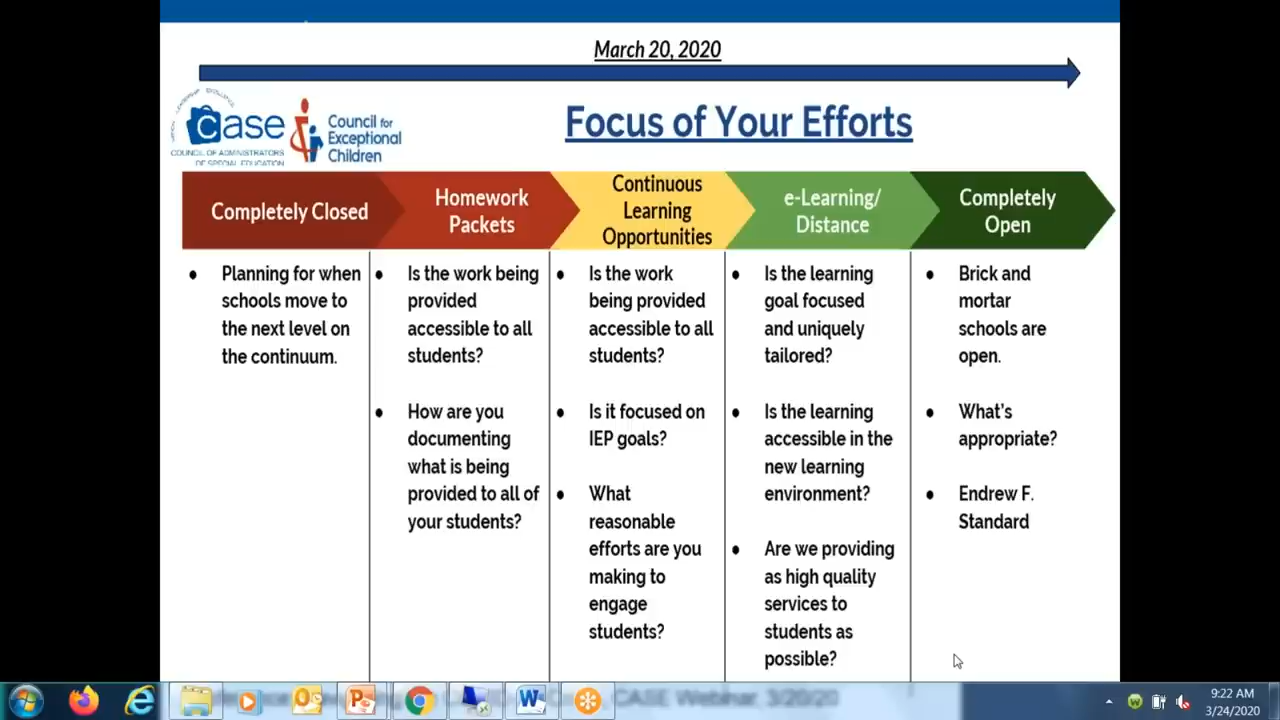 March 20, 2020
Focus of Your Efforts
case
COUNCIL OF ADMINISTRATORS
OF SPECIAL EDUCATION
Council for
Exceptional
Children
Completely Closed
Homework
Packets
Continuous
Learning
Opportunities
e-Learning/
Distance
Completely
Open
• Planning for when
schools move to
the next level on
the continuum.
• Is the work being
provided
accessible to all
students?
• How are you
documenting
what is being
provided to all of
your students?
• Is the work
being provided
accessible to all
students?
• Is it focused on
IEP goals?
• What
reasonable
efforts are you
making to
engage
students?
• Is the learning
goal focused
and uniquely
tailored?
• Is the learning
accessible in the
new learning
environment?
• Are we providing
as high quality
services to
students as
possible?
• Brick and
mortar
schools are
open.
• What's
appropriate?
• Endrew F.
Standard
CASE Webinar, 3/20/20
9:22 AM
3/24/2020